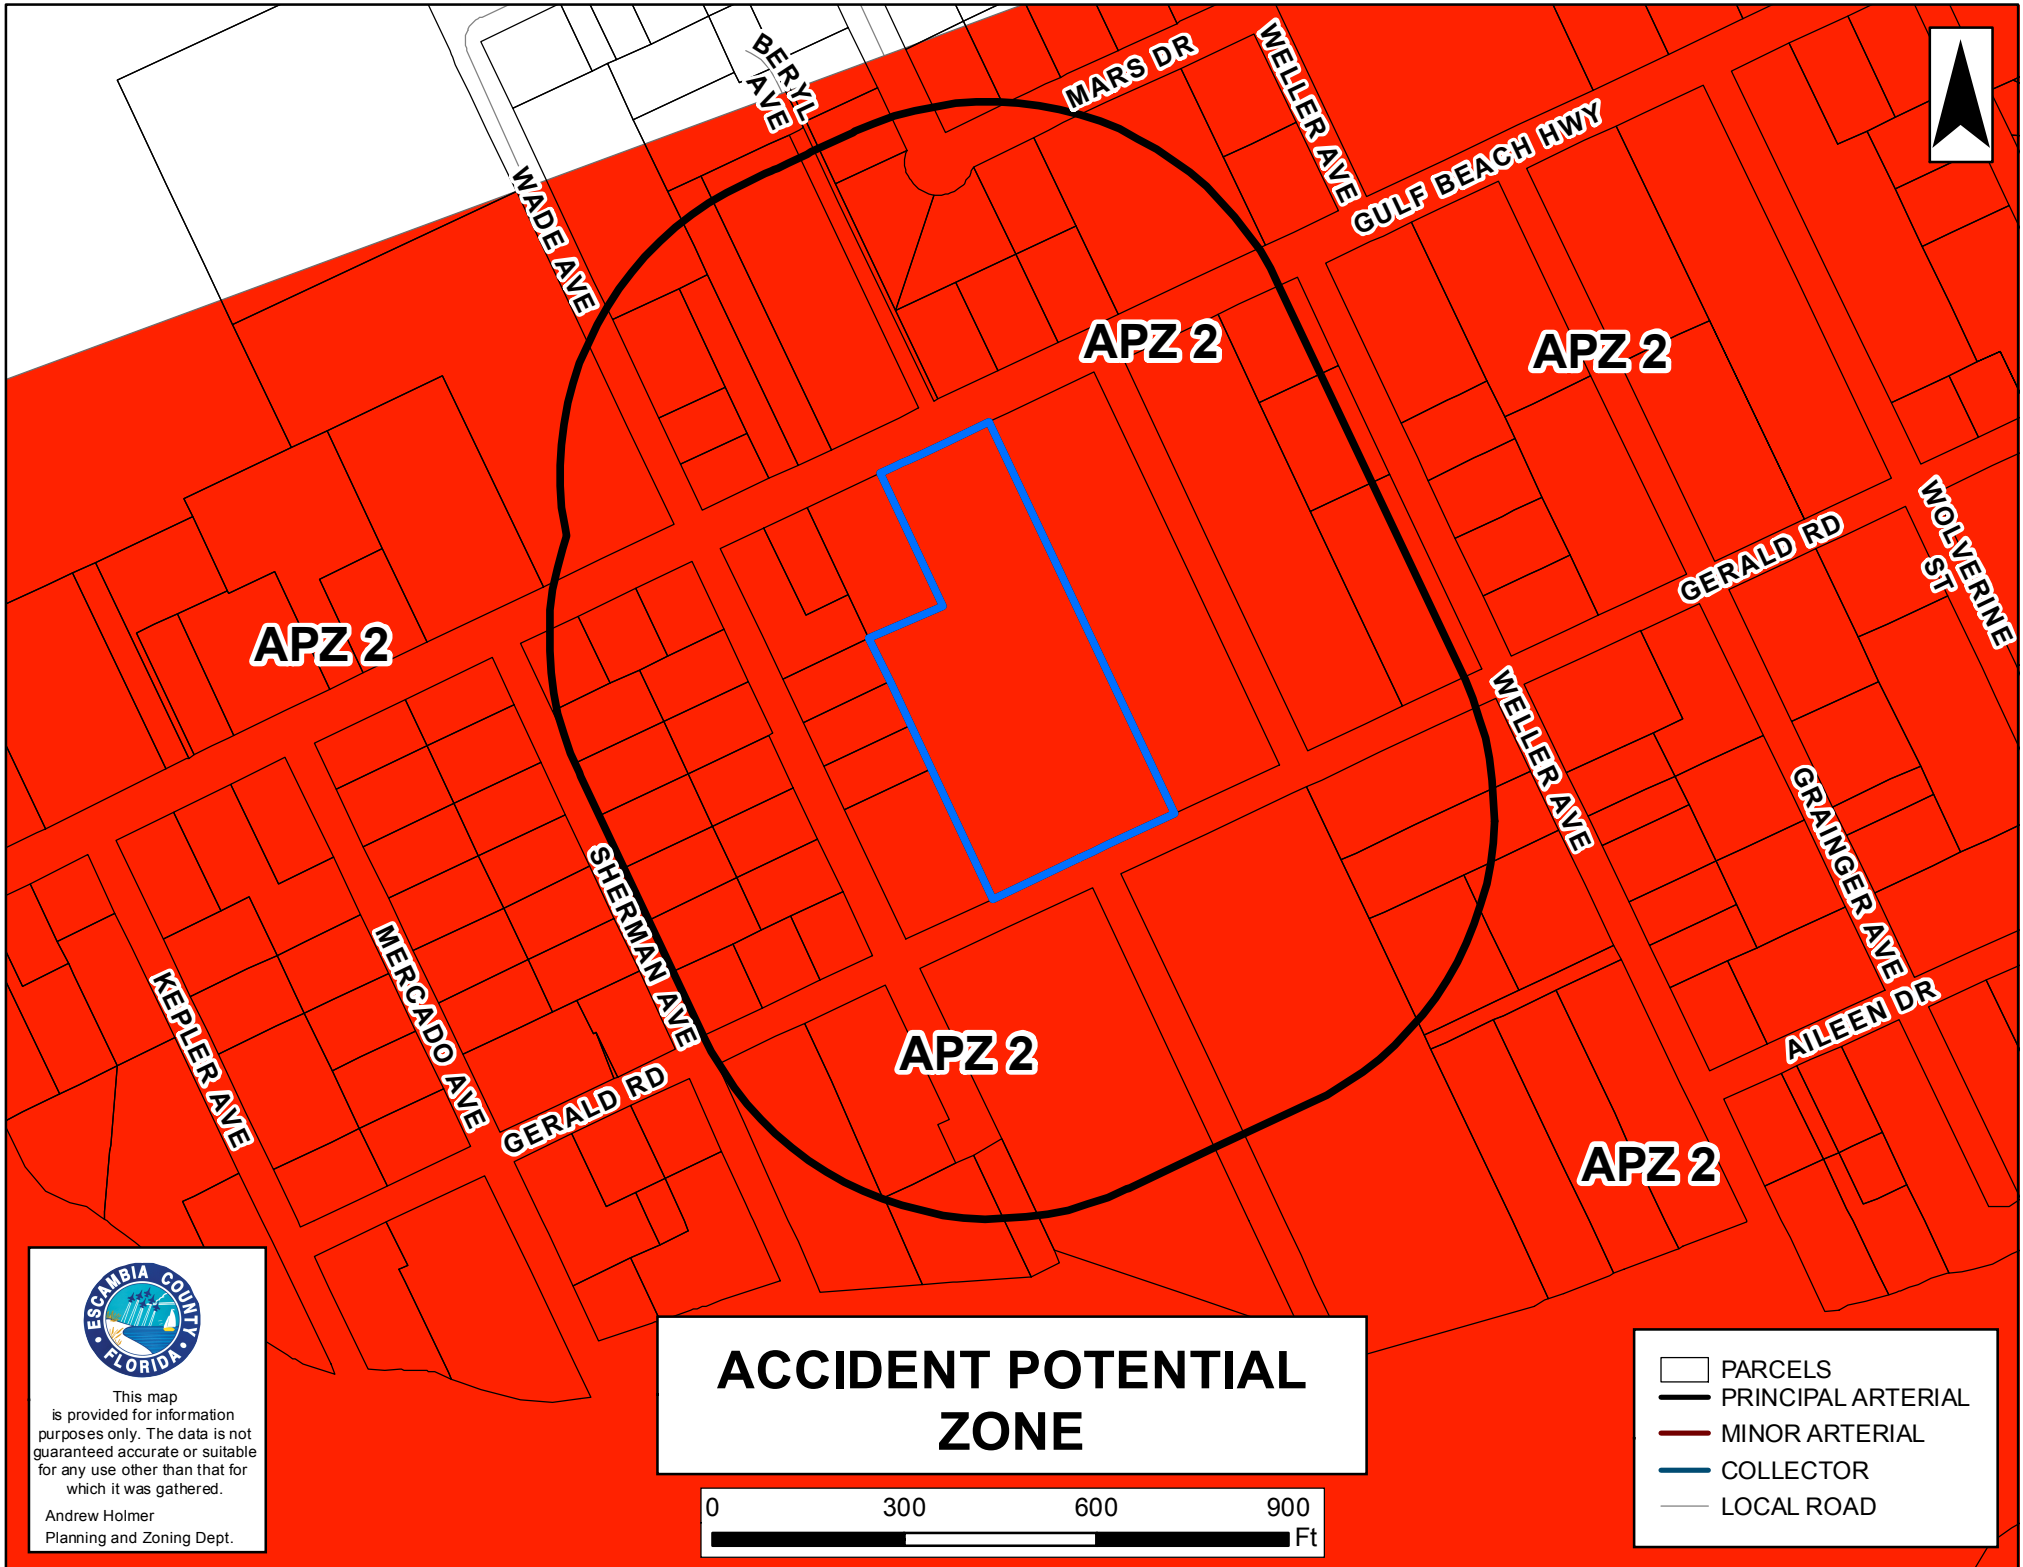 BERYL
AVE
MARS DR
WELLER AVE
GULF BEACH HWY
WADE AVE
APZ 2
APZ 2
WOLVERINE
ST
GERALD RD
APZ 2
WELLER AVE
GRAINGER AVE
SHERMAN AVE
MERCADO AVE
KEPLER AVE
GERALD RD
APZ 2
AILEEN DR
APZ 2
ESCAMBIA COUNTY
FLORIDA
This map
is provided for information
purposes only. The data is not
guaranteed accurate or suitable
for any use other than that for
which it was gathered.
Andrew Holmer
Planning and Zoning Dept.
ACCIDENT POTENTIAL
ZONE
0 300 600 900
Ft
PARCELS
PRINCIPAL ARTERIAL
MINOR ARTERIAL
COLLECTOR
LOCAL ROAD